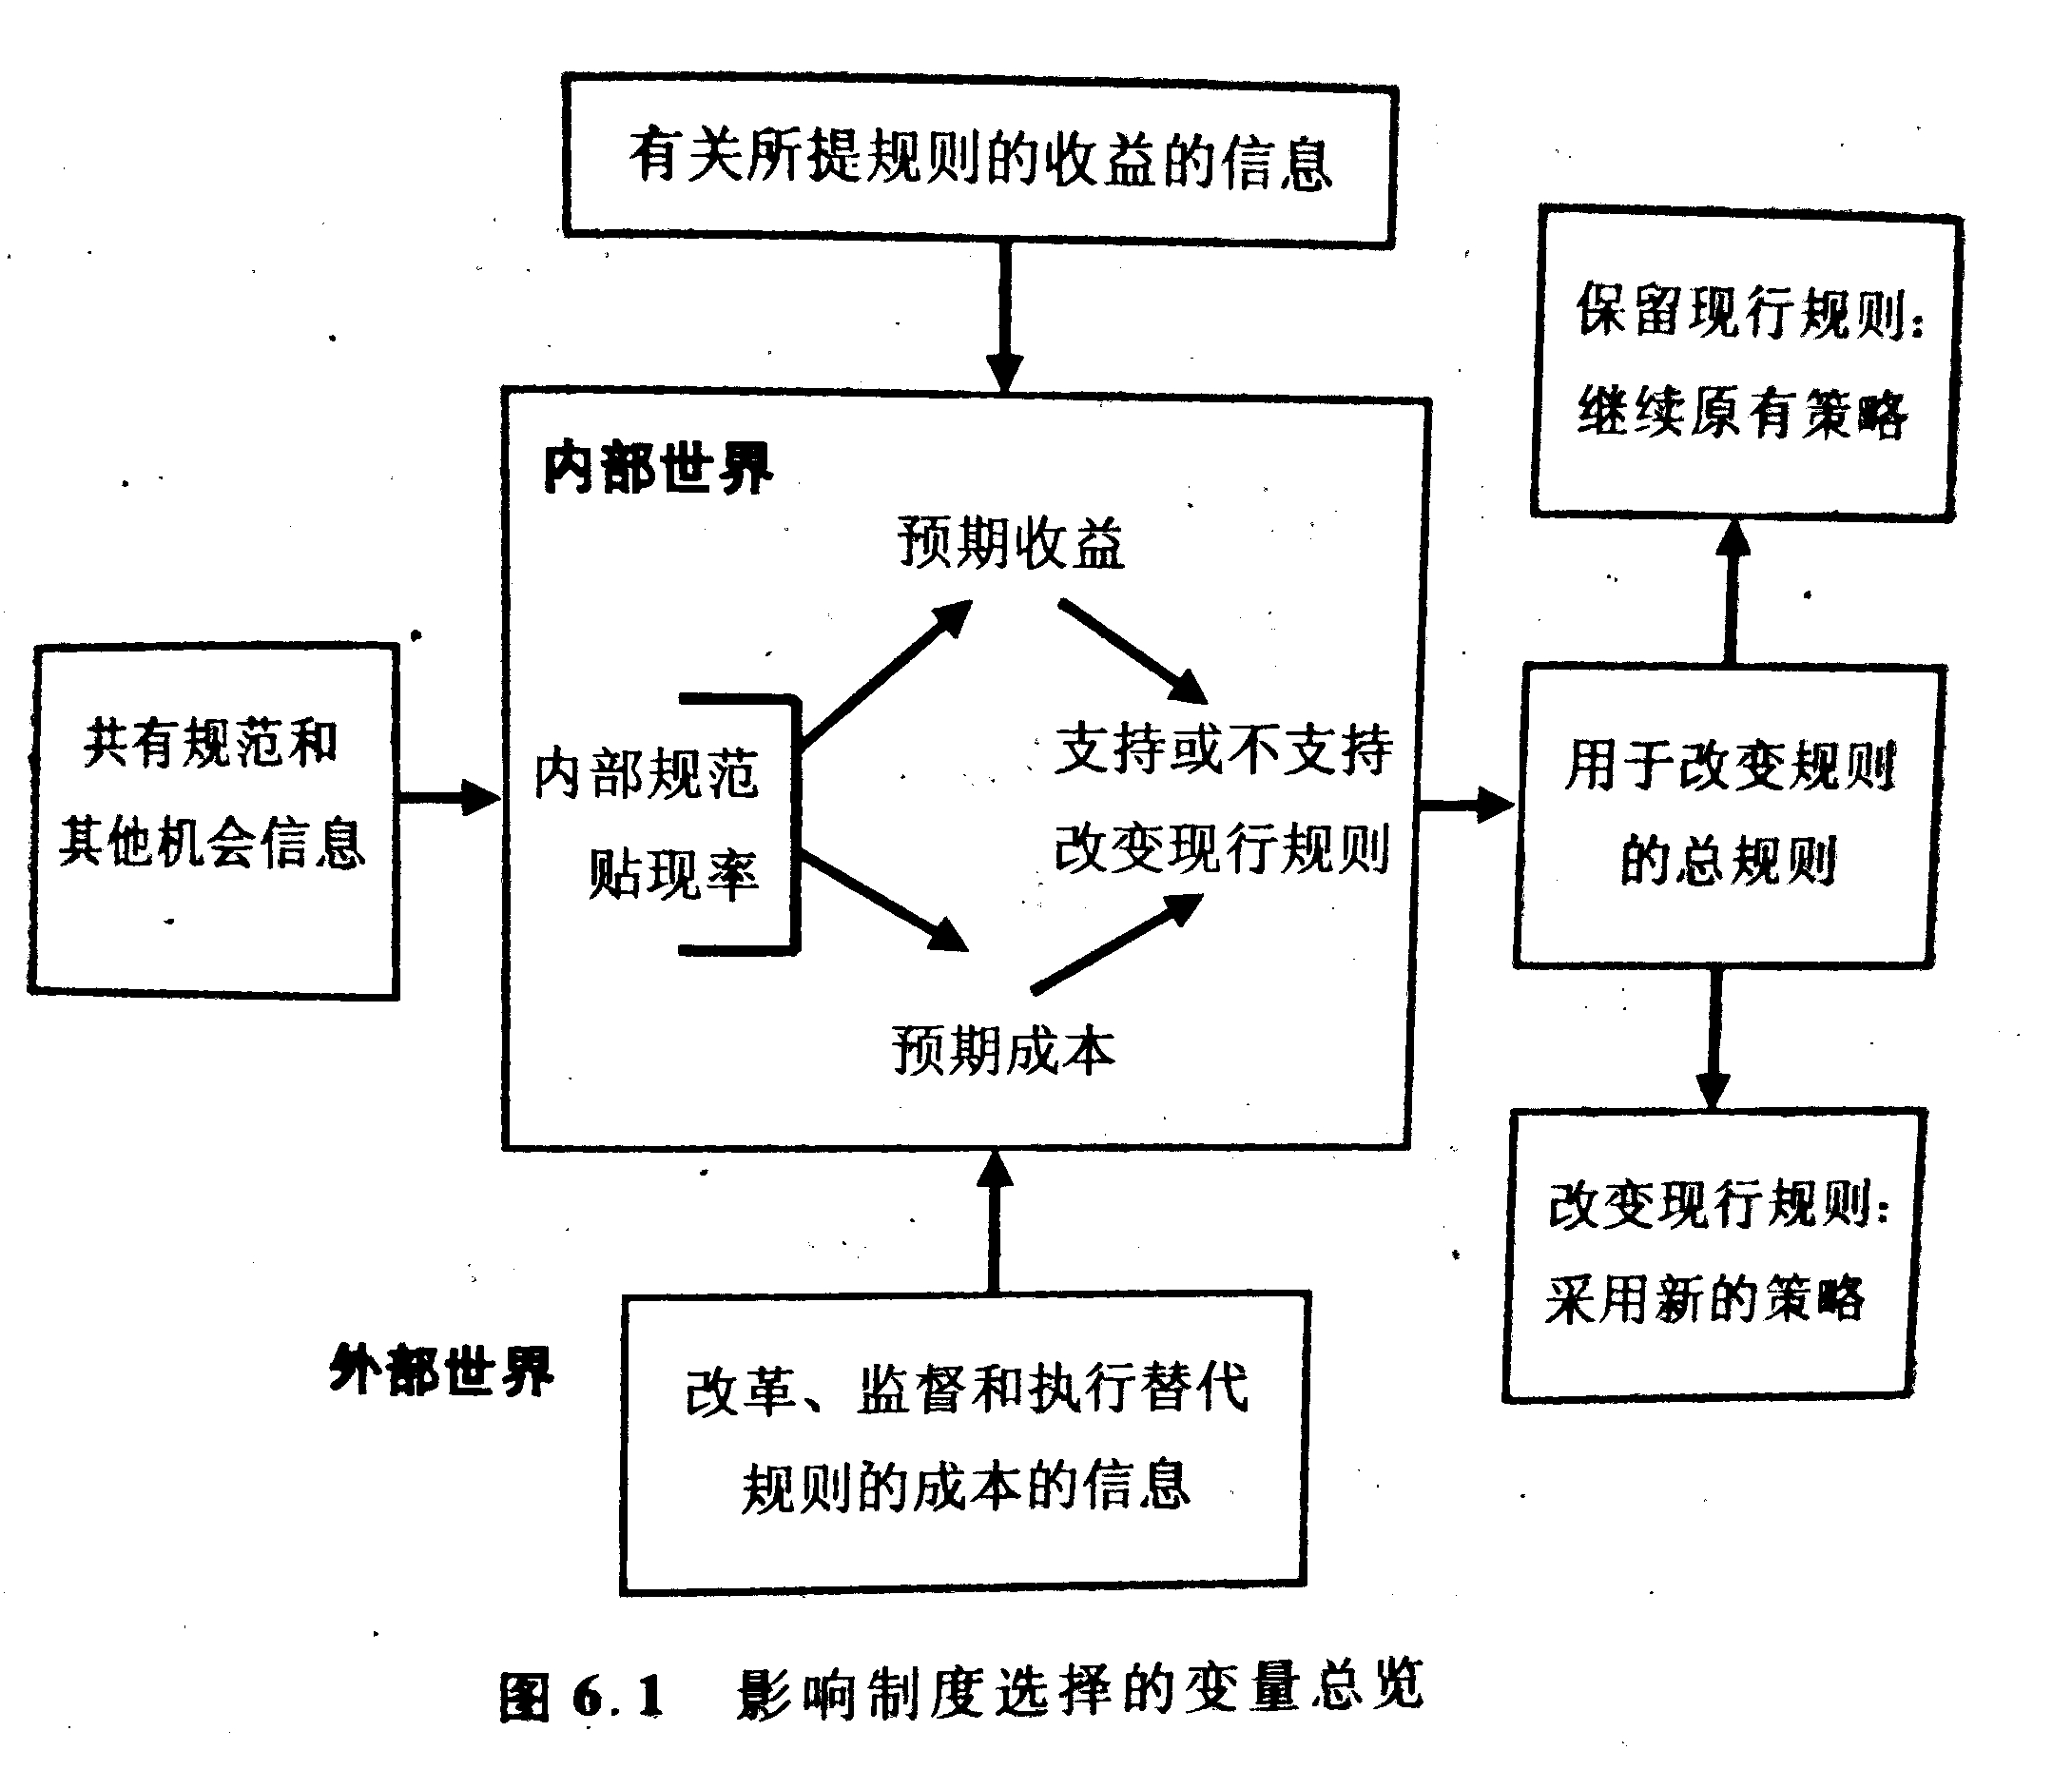 有关所提规则的收益的信息
保留现行规则：
继续原有策略
内部世界
预期收益
共有规范和
其他机会信息
内部规范
贴现率
支持或不支持
改变现行规则
用于改变规则
的总规则
预期成本
改变现行规则：
采用新的策略
外部世界
改革、监督和执行替代
规则的成本的信息
图 6.1 影响制度选择的变量总览